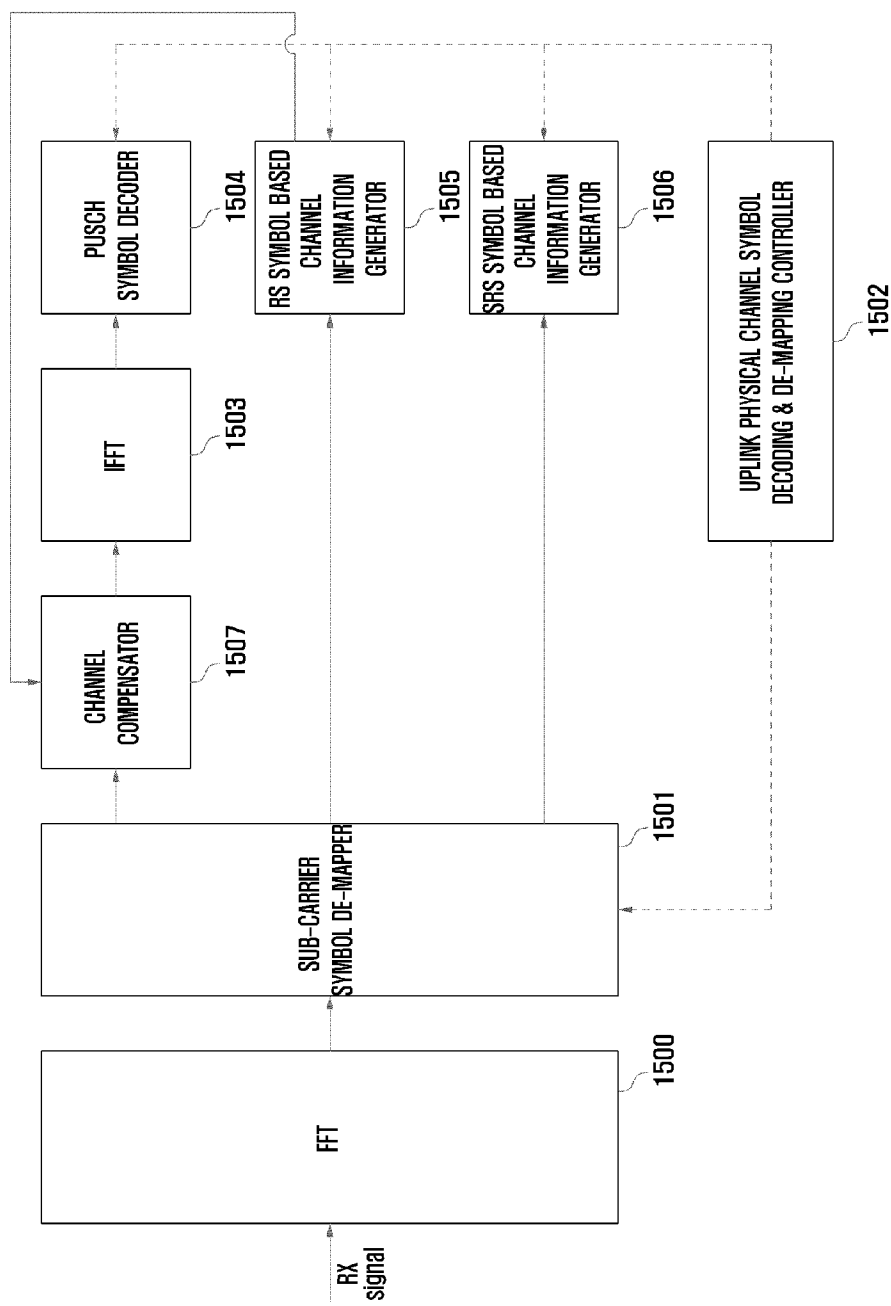 RX
signal
FFT
1500
SUB-CARRIER
SYMBOL DE-MAPPER
1501
CHANNEL
COMPENSATOR
1507
IFFT
1503
PUSCH
SYMBOL DECODER
1504
RS SYMBOL BASED
CHANNEL
INFORMATION
GENERATOR
1505
SRS SYMBOL BASED
CHANNEL
INFORMATION
GENERATOR
1506
UPLINK PHYSICAL CHANNEL SYMBOL
DECODING & DE-MAPPING CONTROLLER
1502